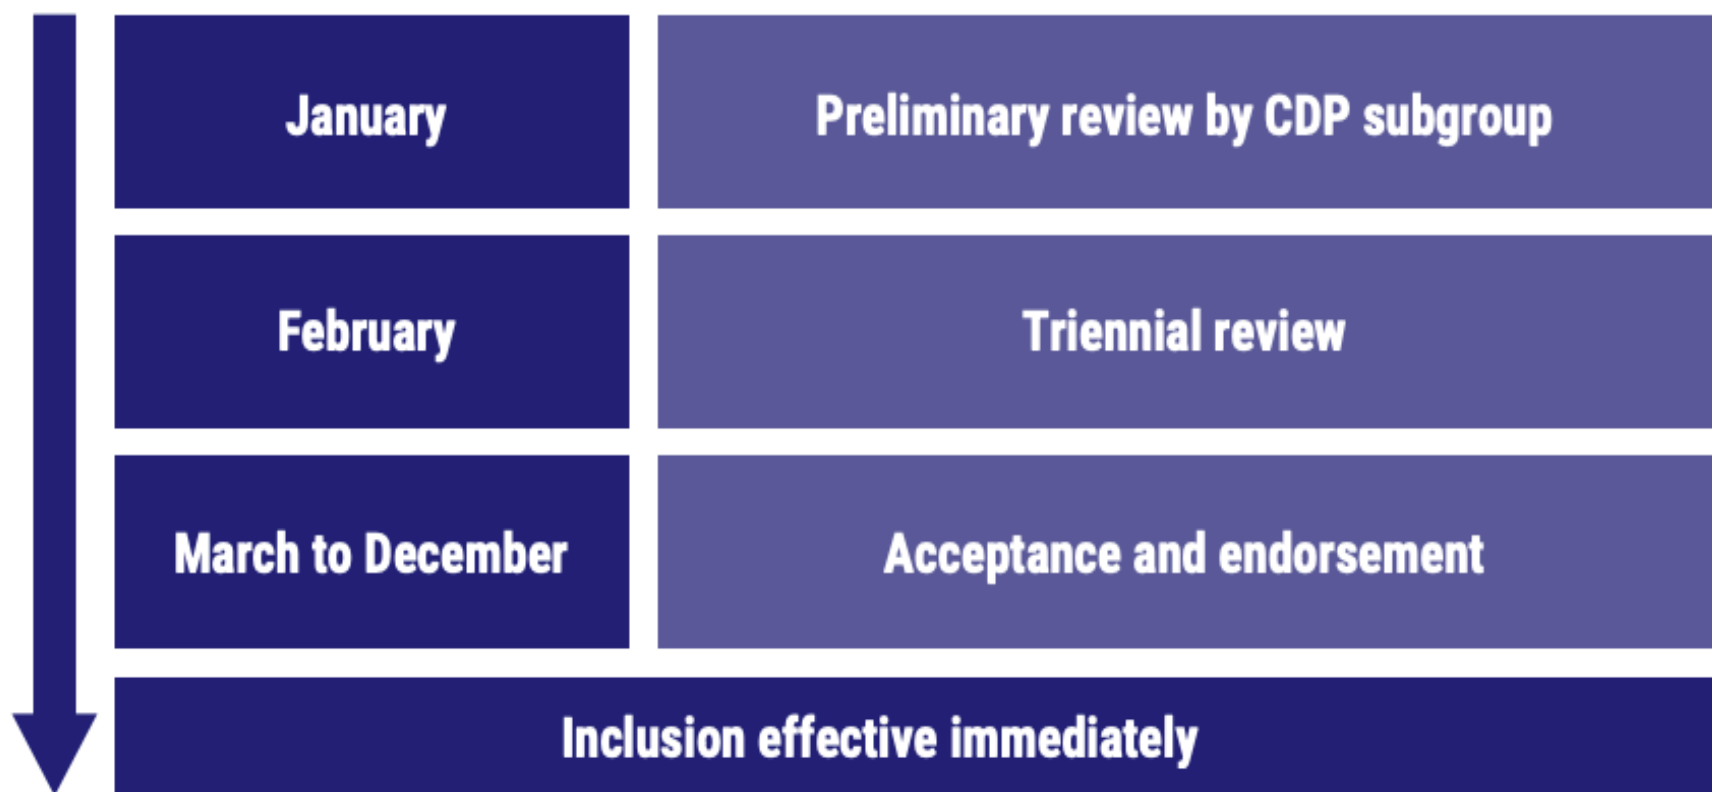 January
Preliminary review by CDP subgroup
February
Triennial review
March to December
Acceptance and endorsement
Inclusion effective immediately